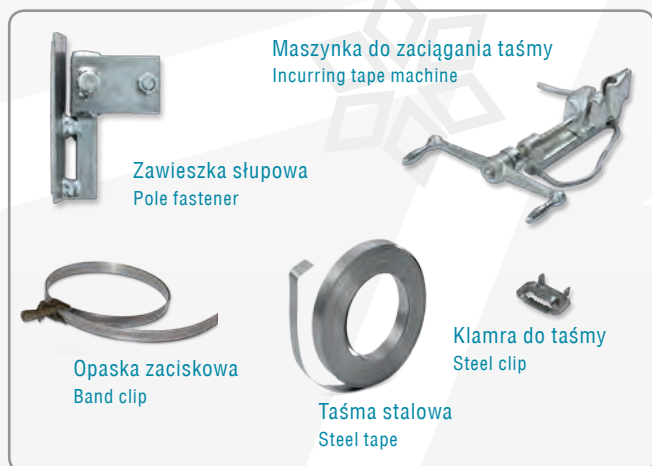 Maszynka do zaciągania taśmy
Incurring tape machine
Zawieszka słupowa
Pole fastener
Opaska zaciskowa
Band clip
Klamra do taśmy
Steel clip
Taśma stalowa
Steel tape